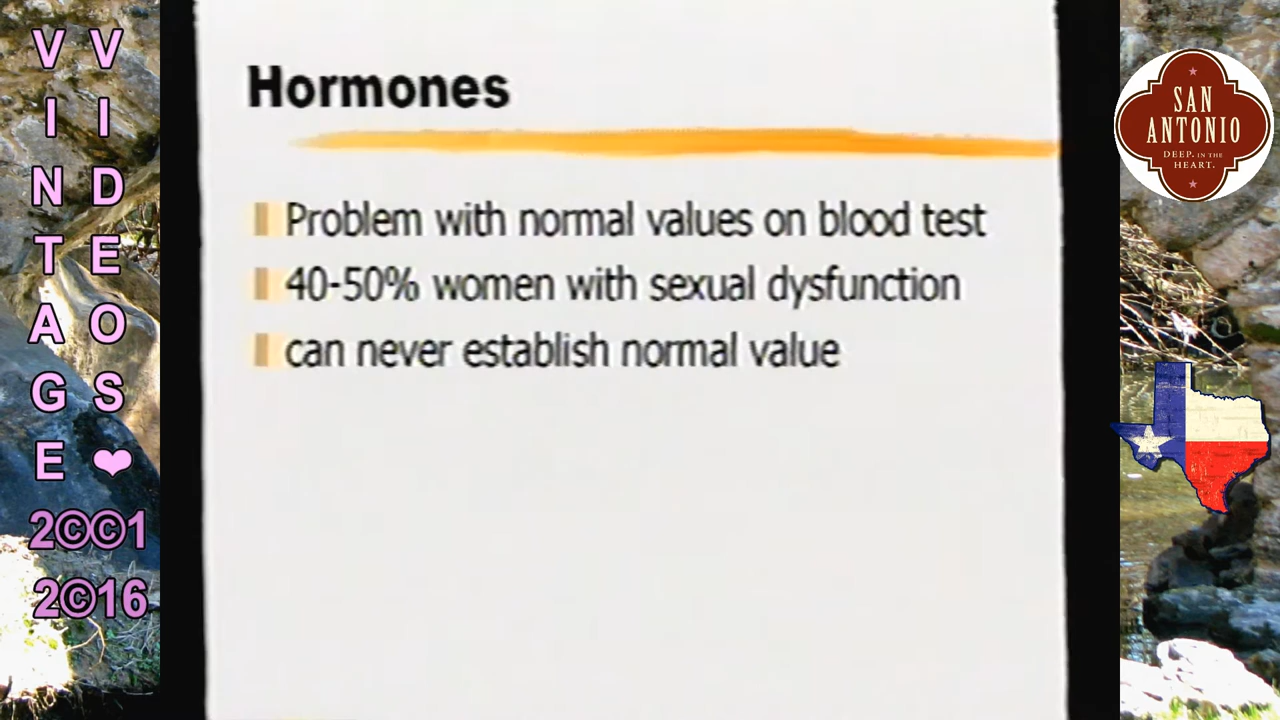 VINTAGE
VIDEOS❤
2©©1
2©16
Hormones
Problem with normal values on blood test
40-50% women with sexual dysfunction
can never establish normal value
SAN
ANTONIO
DEEP. IN THE
HEART.